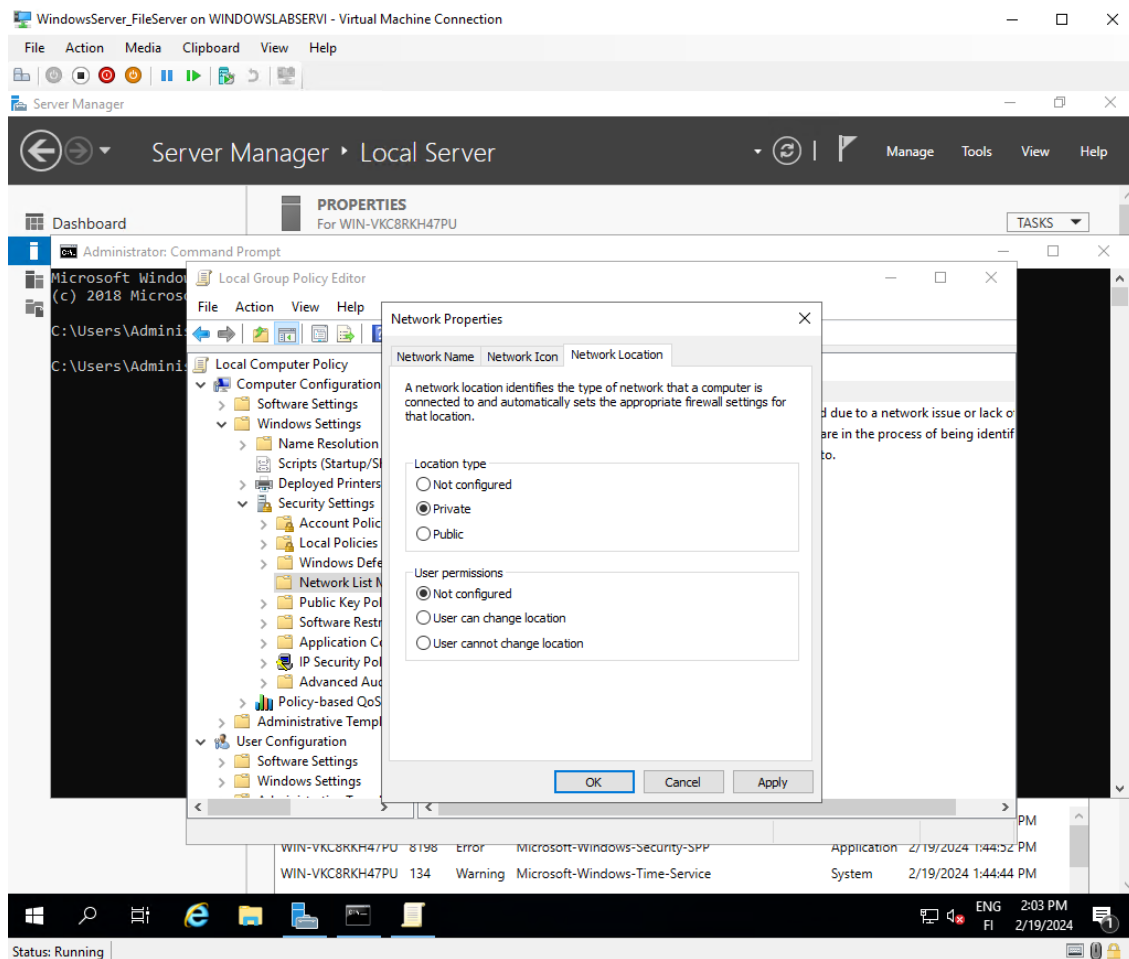 WindowsServer_FileServer on WINDOWSLABSERVI - Virtual Machine Connection
File Action Media Clipboard View Help
Server Manager
Server Manager • Local Server
Manage Tools View Help
Dashboard
PROPERTIES
For WIN-VKC8RKH47PU
TASKS
Administrator: Command Prompt
Microsoft Window
(c) 2018 Microso
C:\Users\Adminis
C:\Users\Adminis
Local Group Policy Editor
File Action View Help
Local Computer Policy
Computer Configuration
Software Settings
Windows Settings
Name Resolution
Scripts (Startup/Sh
Deployed Printers
Security Settings
Account Polic
Local Policies
Windows Defe
Network List M
Public Key Pol
Software Restr
Application Co
IP Security Pol
Advanced Aud
Policy-based QoS
Administrative Templ
User Configuration
Software Settings
Windows Settings
d due to a network issue or lack o
are in the process of being identif
to.
Network Properties
Network Name Network Icon Network Location
A network location identifies the type of network that a computer is
connected to and automatically sets the appropriate firewall settings for
that location.
Location type
Not configured
Private
Public
User permissions
Not configured
User can change location
User cannot change location
OK Cancel Apply
PM
WIN-VKC8RKH47PU 8198 Error Microsoft-Windows-Security-SPP Application 2/19/2024 1:44:52 PM
WIN-VKC8RKH47PU 134 Warning Microsoft-Windows-Time-Service System 2/19/2024 1:44:44 PM
ENG
FI
2:03 PM
2/19/2024
1
Status: Running